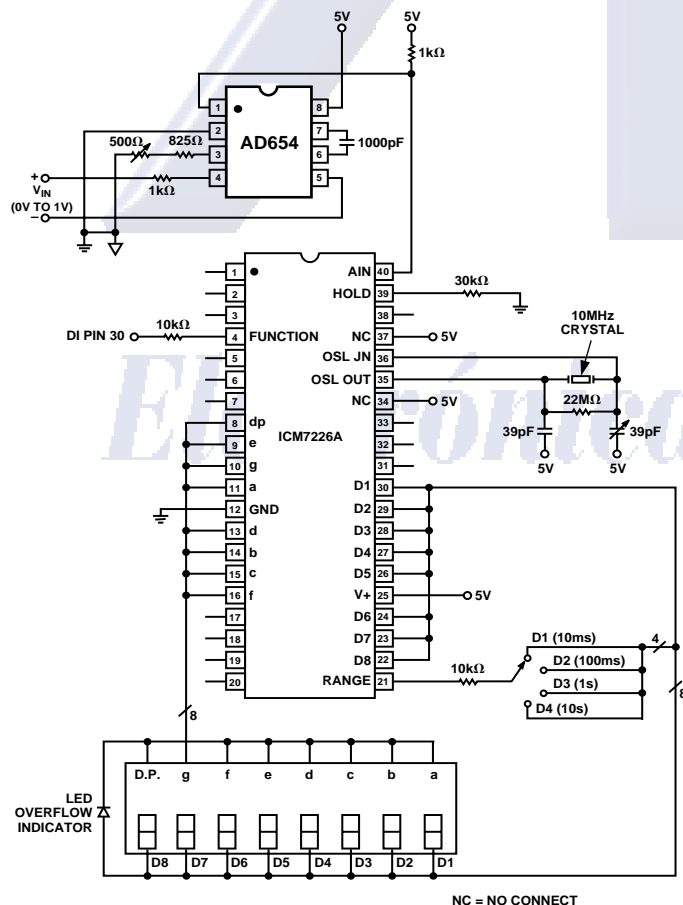 5V 5V
1kΩ
1 8
2 AD654 7
500Ω 825Ω
3 6
1000pF
4 5
+
VIN
(0V TO 1V)
–
1kΩ
1 AIN 40
2 HOLD 39 30kΩ
3 38
DI PIN 30 10kΩ 4 FUNCTION NC 37 5V
10MHz
CRYSTAL
5 OSL JN 36
6 OSL OUT 35
22MΩ
7 NC 34 5V
8 dp 33
39pF 39pF
5V 5V
ICM7226A
9 e 32
10 g 31
11 a D1 30
12 GND D2 29
13 d D3 28
14 b D4 27
15 c D5 26
16 f V+ 25 5V
17 D6 24
18 D7 23
19 D8 22
20 RANGE 21 10kΩ
D1 (10ms) 4
D2 (100ms)
D3 (1s)
D4 (10s)
8
8
D.P. g f e d c b a
LED
OVERFLOW
INDICATOR
D8 D7 D6 D5 D4 D3 D2 D1
NC = NO CONNECT